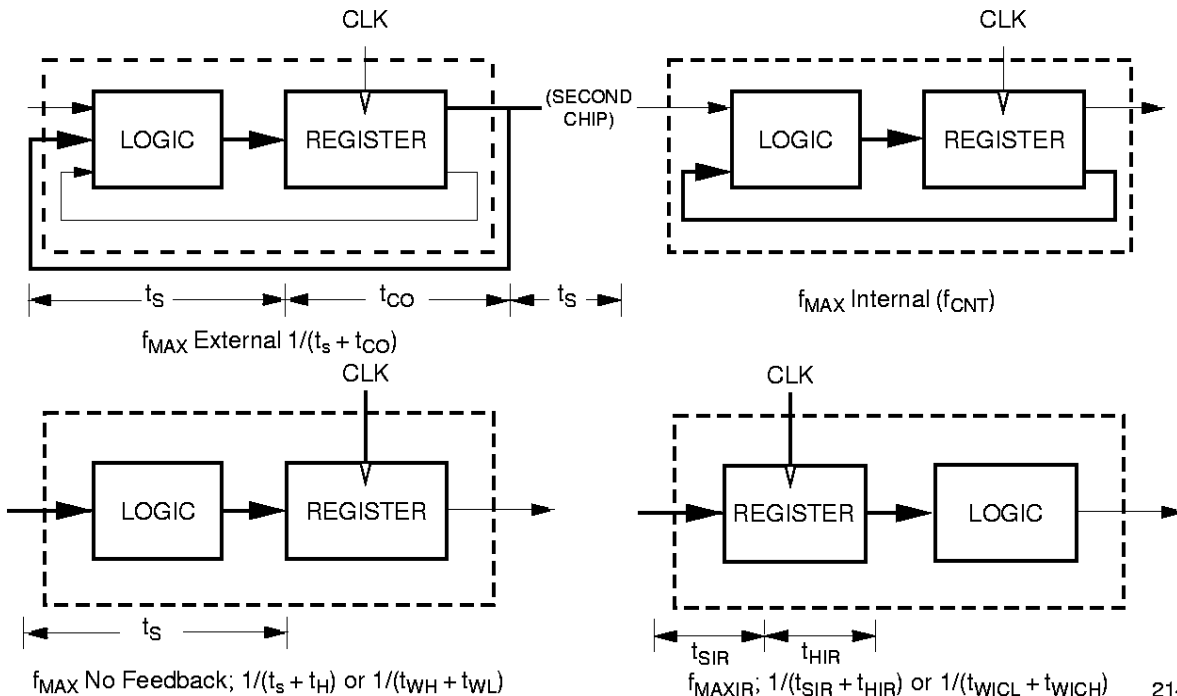 CLK
CLK
(SECOND
CHIP)
LOGIC
REGISTER
LOGIC
REGISTER
tS
tCO
tS
fMAX Internal (fCNT)
fMAX External 1/(ts + tCO)
CLK
CLK
LOGIC
REGISTER
REGISTER
LOGIC
tS
tSIR
tHIR
fMAX No Feedback; 1/(ts + tH) or 1/(tWH + tWL)
fMAXIR; 1/(tSIR + tHIR) or 1/(tWICL + tWICH)